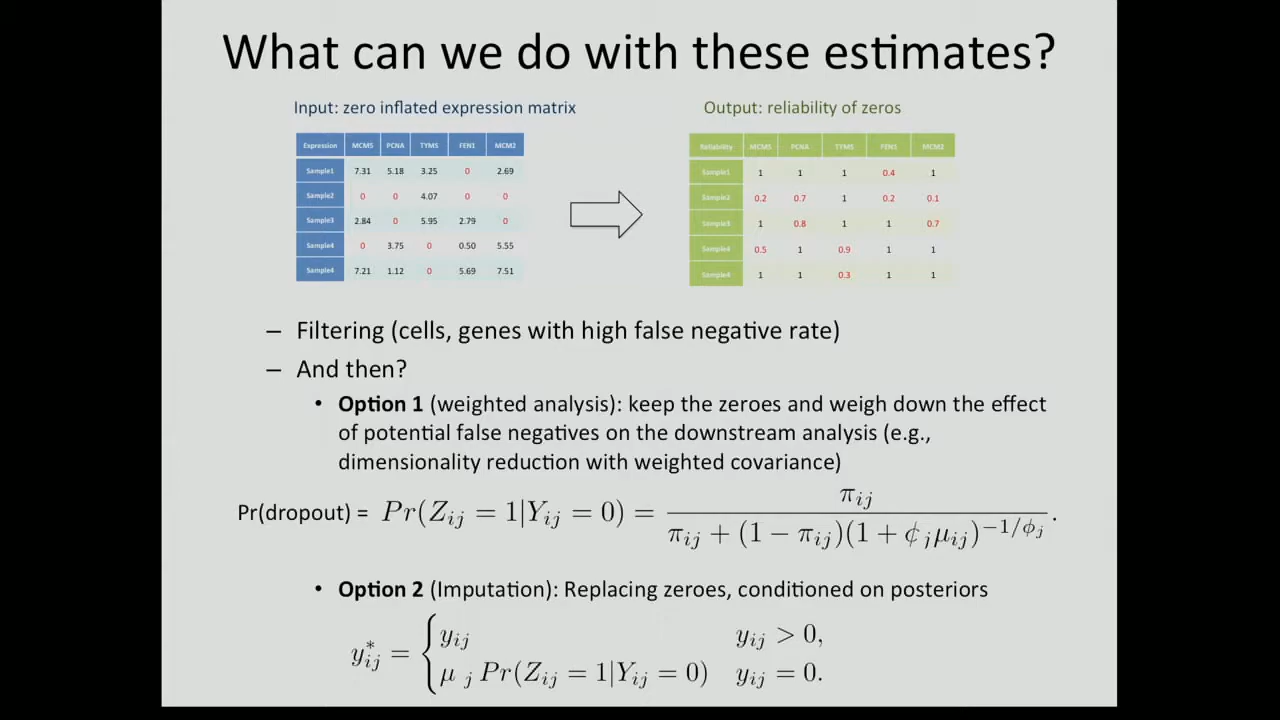 What can we do with these estimates?
Input: zero inflated expression matrix
Expression MCM5 PCNA TYMS FEN1 MCM2
Sample1 7.31 5.18 3.25 0 2.69
Sample2 0 0 4.07 0 0
Sample3 2.84 0 5.95 2.79 0
Sample4 0 3.75 0 0.50 5.55
Sample4 7.21 1.12 0 5.69 7.51
Output: reliability of zeros
Reliability MCM5 PCNA TYMS FEN1 MCM2
Sample1 1 1 1 0.4 1
Sample2 0.2 0.7 1 0.2 0.1
Sample3 1 0.8 1 1 0.7
Sample4 0.5 1 0.9 1 1
Sample4 1 1 0.3 1 1
– Filtering (cells, genes with high false negative rate)
– And then?
• Option 1 (weighted analysis): keep the zeroes and weigh down the effect
of potential false negatives on the downstream analysis (e.g.,
dimensionality reduction with weighted covariance)
Pr(dropout) = Pr(Z_ij = 1|Y_ij = 0) = π_ij / (π_ij + (1 − π_ij)(1 + ϕ_j μ_ij)^(−1/ϕ_j)).
• Option 2 (Imputation): Replacing zeroes, conditioned on posteriors
y*_ij = { y_ij y_ij > 0,
μ_j Pr(Z_ij = 1|Y_ij = 0) y_ij = 0.